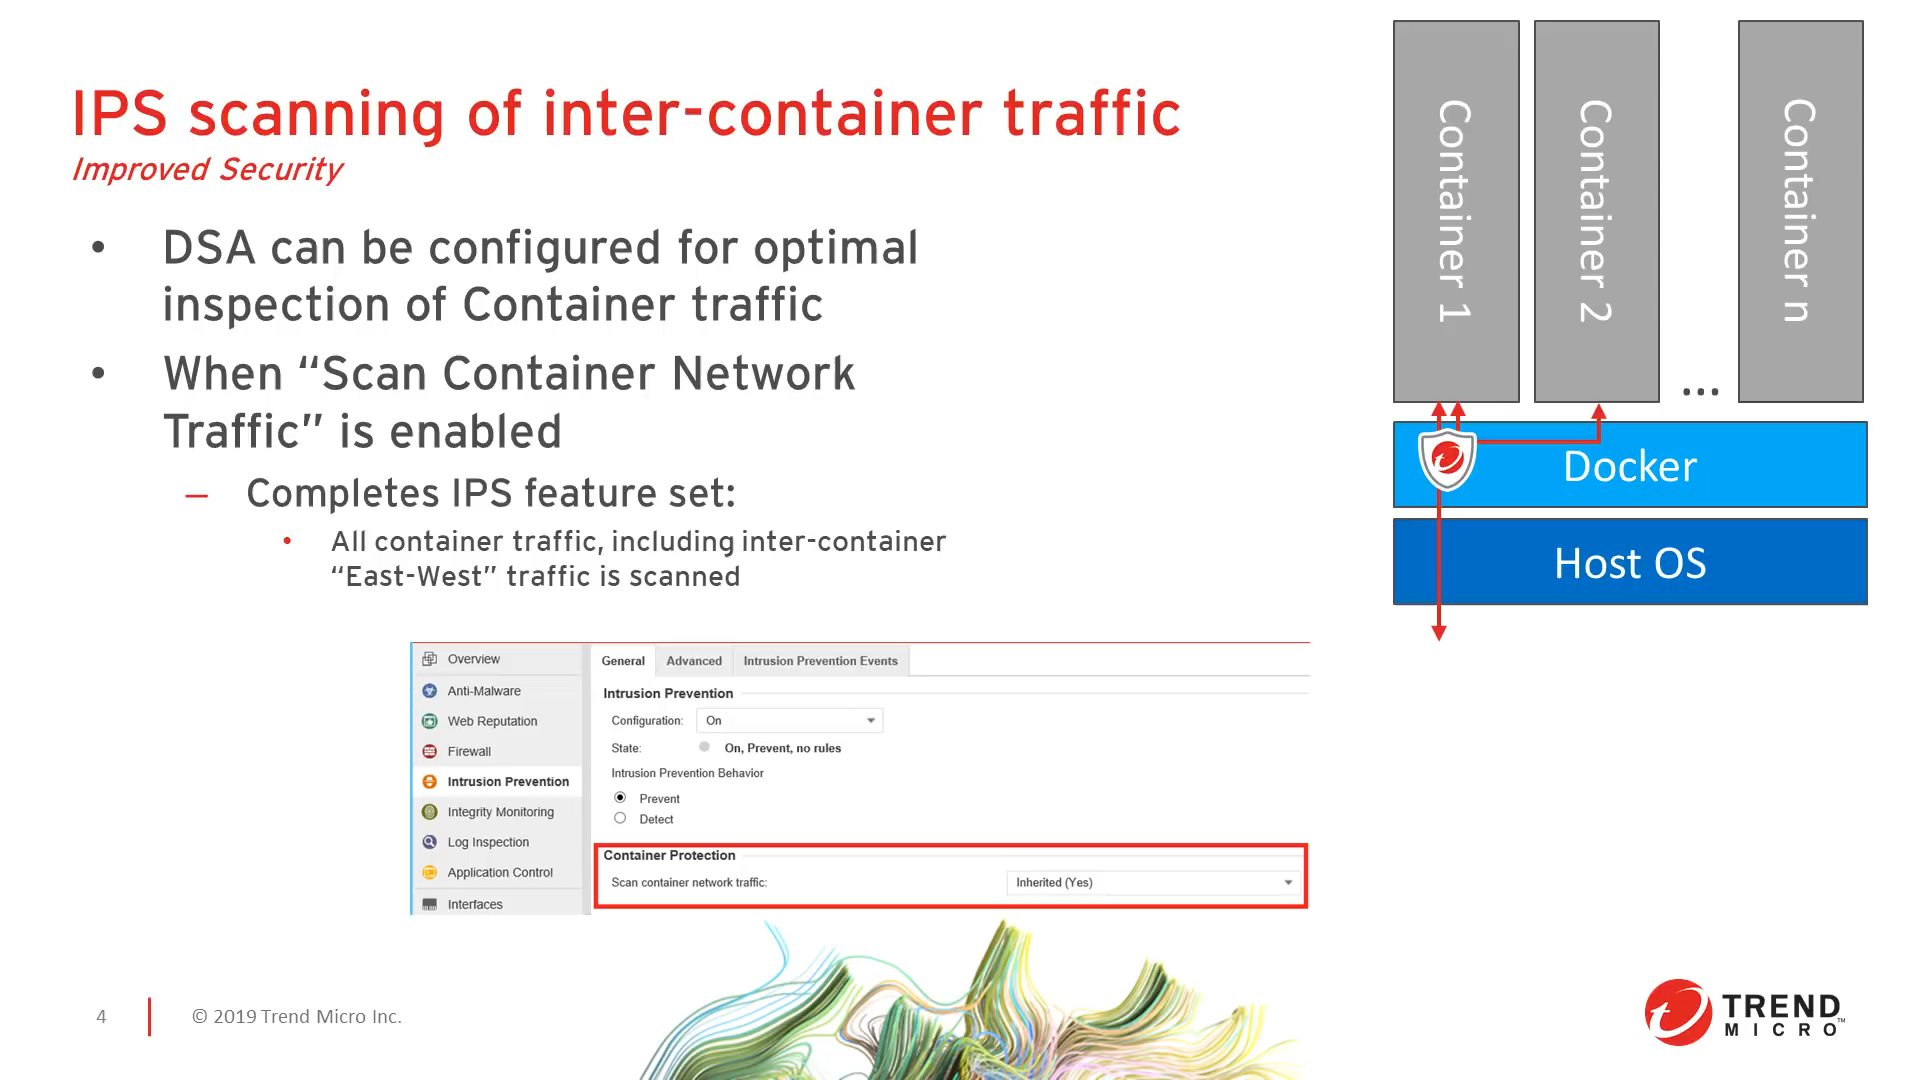 IPS scanning of inter-container traffic
Improved Security
• DSA can be configured for optimal
inspection of Container traffic
• When “Scan Container Network
Traffic” is enabled
– Completes IPS feature set:
• All container traffic, including inter-container
“East-West” traffic is scanned
Container 1
Container 2
...
Container n
Docker
Host OS
Overview
Anti-Malware
Web Reputation
Firewall
Intrusion Prevention
Integrity Monitoring
Log Inspection
Application Control
Interfaces
General Advanced Intrusion Prevention Events
Intrusion Prevention
Configuration: On
State: On, Prevent, no rules
Intrusion Prevention Behavior
Prevent
Detect
Container Protection
Scan container network traffic: Inherited (Yes)
4
© 2019 Trend Micro Inc.
TREND
MICRO™